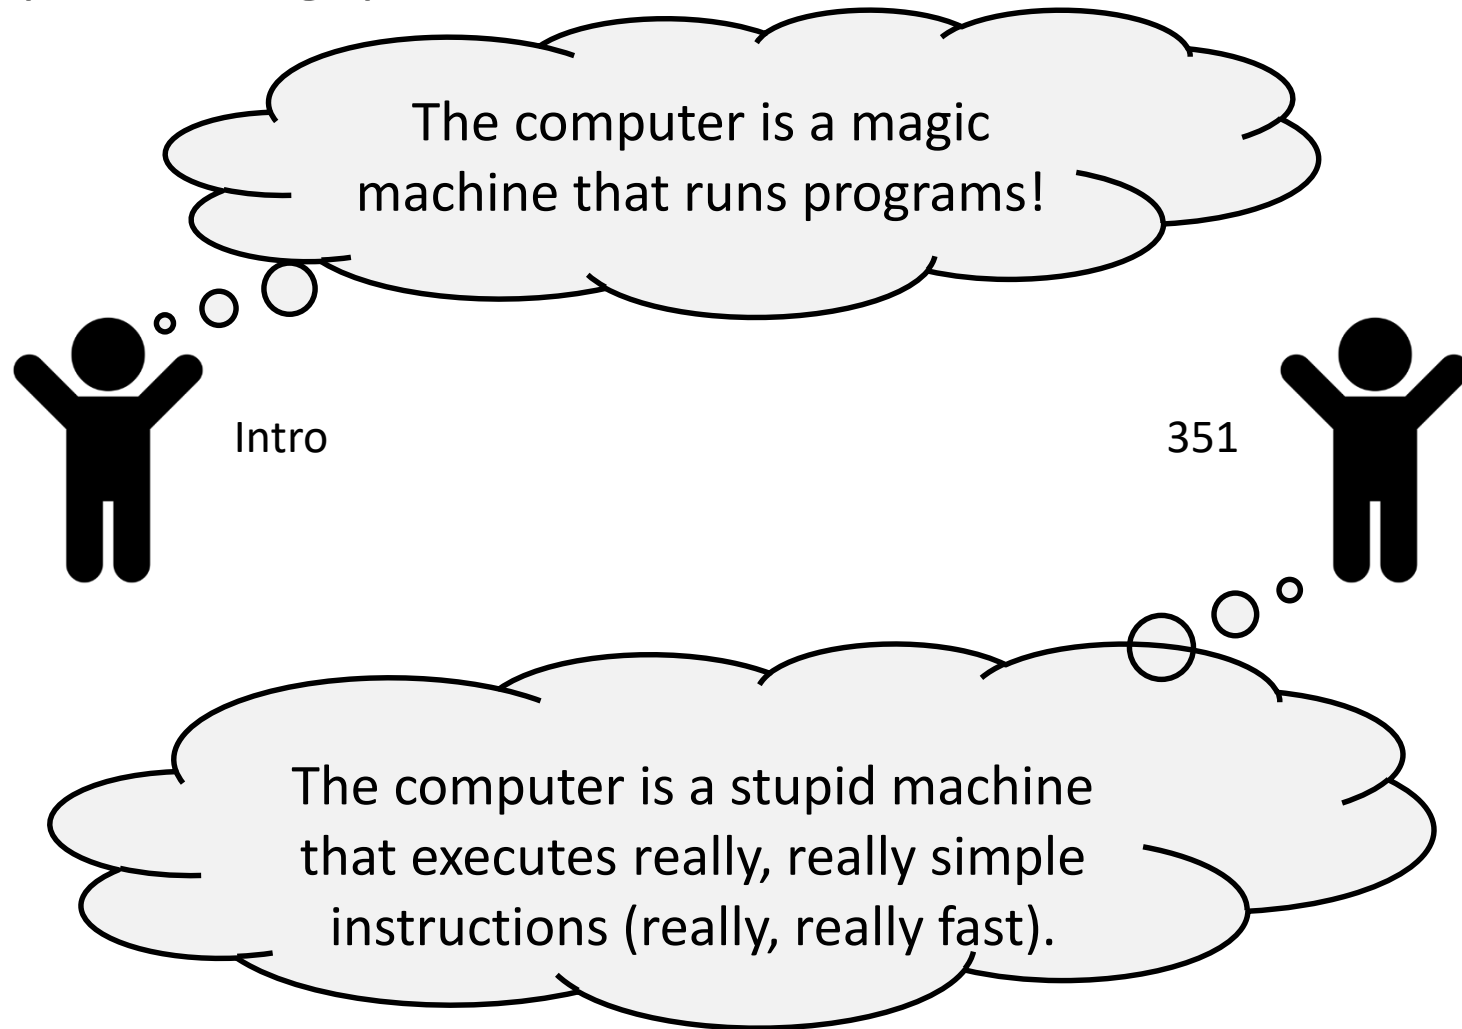 The computer is a magic
machine that runs programs!
Intro
351
The computer is a stupid machine
that executes really, really simple
instructions (really, really fast).